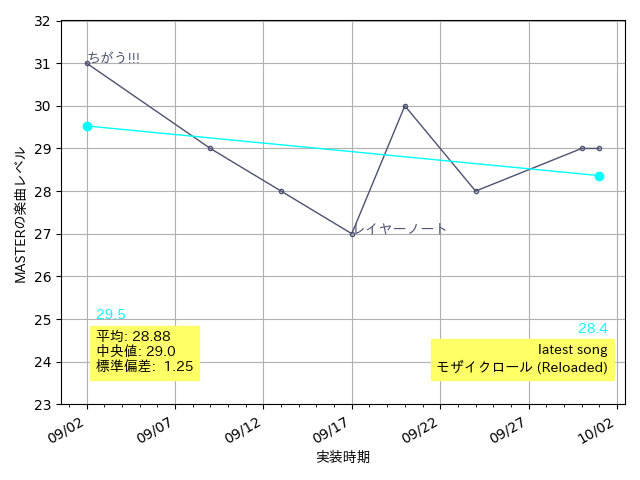 32
31
30
29
28
27
26
25
24
23
MASTERの楽曲レベル
ちがう!!!
レイヤーノート
29.5
平均: 28.88
中央値: 29.0
標準偏差: 1.25
28.4
latest song
モザイクロール (Reloaded)
09/02
09/07
09/12
09/17
09/22
09/27
10/02
実装時期